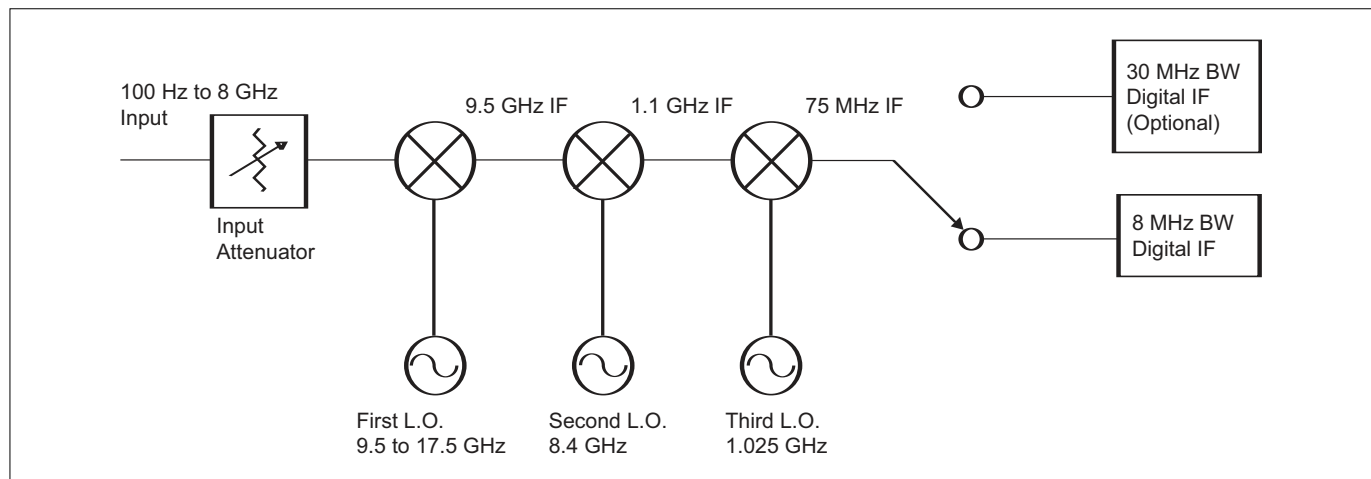 100 Hz to 8 GHz
Input
Input
Attenuator
9.5 GHz IF
1.1 GHz IF
75 MHz IF
30 MHz BW
Digital IF
(Optional)
8 MHz BW
Digital IF
First L.O.
9.5 to 17.5 GHz
Second L.O.
8.4 GHz
Third L.O.
1.025 GHz